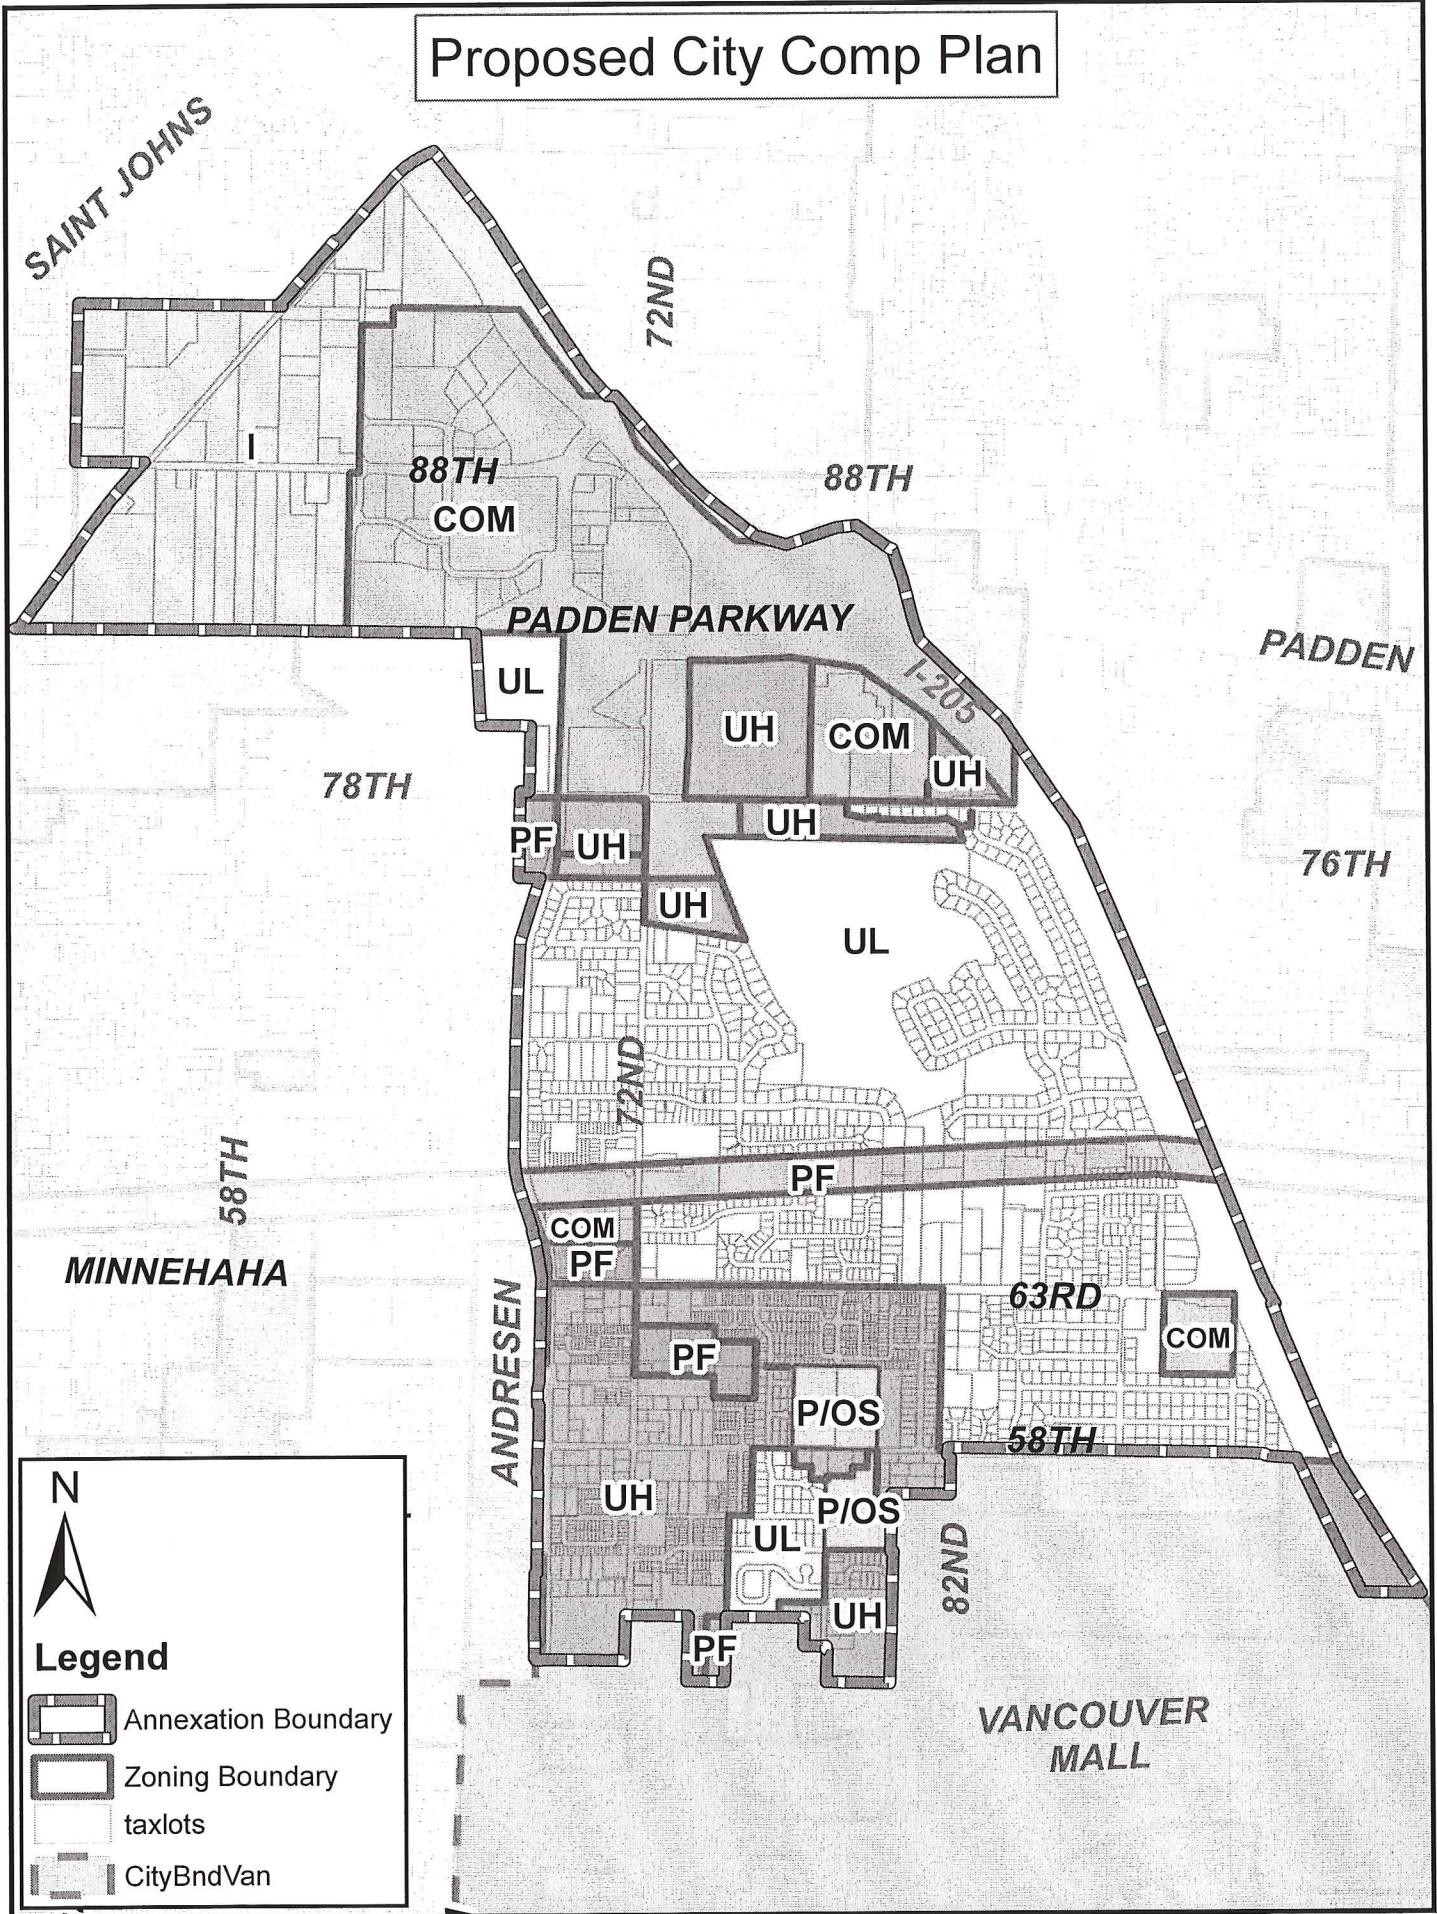 Proposed City Comp Plan
SAINT JOHNS
72ND
I
88TH
88TH
COM
PADDEN PARKWAY
PADDEN
I-205
UL
UH
COM
UH
78TH
UH
PF
UH
76TH
UH
UL
72ND
58TH
PF
COM
PF
MINNEHAHA
63RD
ANDRESEN
COM
PF
P/OS
58TH
UH
P/OS
UL
82ND
UH
PF
VANCOUVER
MALL
N
Legend
Annexation Boundary
Zoning Boundary
taxlots
CityBndVan